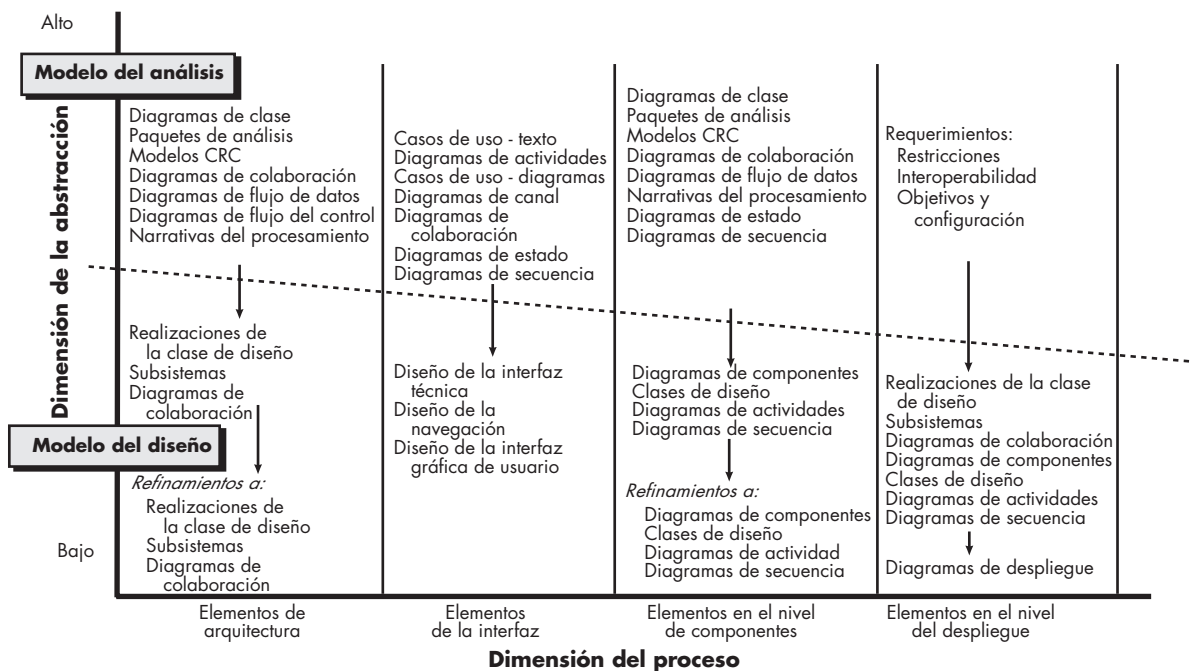 Alto
Modelo del análisis
Dimensión de la abstracción
Diagramas de clase
Paquetes de análisis
Modelos CRC
Diagramas de colaboración
Diagramas de flujo de datos
Diagramas de flujo del control
Narrativas del procesamiento
Realizaciones de
la clase de diseño
Subsistemas
Diagramas de
colaboración
Modelo del diseño
Refinamientos a:
Realizaciones de
la clase de diseño
Subsistemas
Diagramas de
colaboración
Bajo
Elementos de
arquitectura
Casos de uso - texto
Diagramas de actividades
Casos de uso - diagramas
Diagramas de canal
Diagramas de
colaboración
Diagramas de estado
Diagramas de secuencia
Diseño de la interfaz
técnica
Diseño de la
navegación
Diseño de la interfaz
gráfica de usuario
Elementos
de la interfaz
Diagramas de clase
Paquetes de análisis
Modelos CRC
Diagramas de colaboración
Diagramas de flujo de datos
Narrativas del procesamiento
Diagramas de estado
Diagramas de secuencia
Diagramas de componentes
Clases de diseño
Diagramas de actividades
Diagramas de secuencia
Refinamientos a:
Diagramas de componentes
Clases de diseño
Diagramas de actividad
Diagramas de secuencia
Elementos en el nivel
de componentes
Requerimientos:
Restricciones
Interoperabilidad
Objetivos y
configuración
Realizaciones de la clase
de diseño
Subsistemas
Diagramas de colaboración
Diagramas de componentes
Clases de diseño
Diagramas de actividades
Diagramas de secuencia
Diagramas de despliegue
Elementos en el nivel
del despliegue
Dimensión del proceso